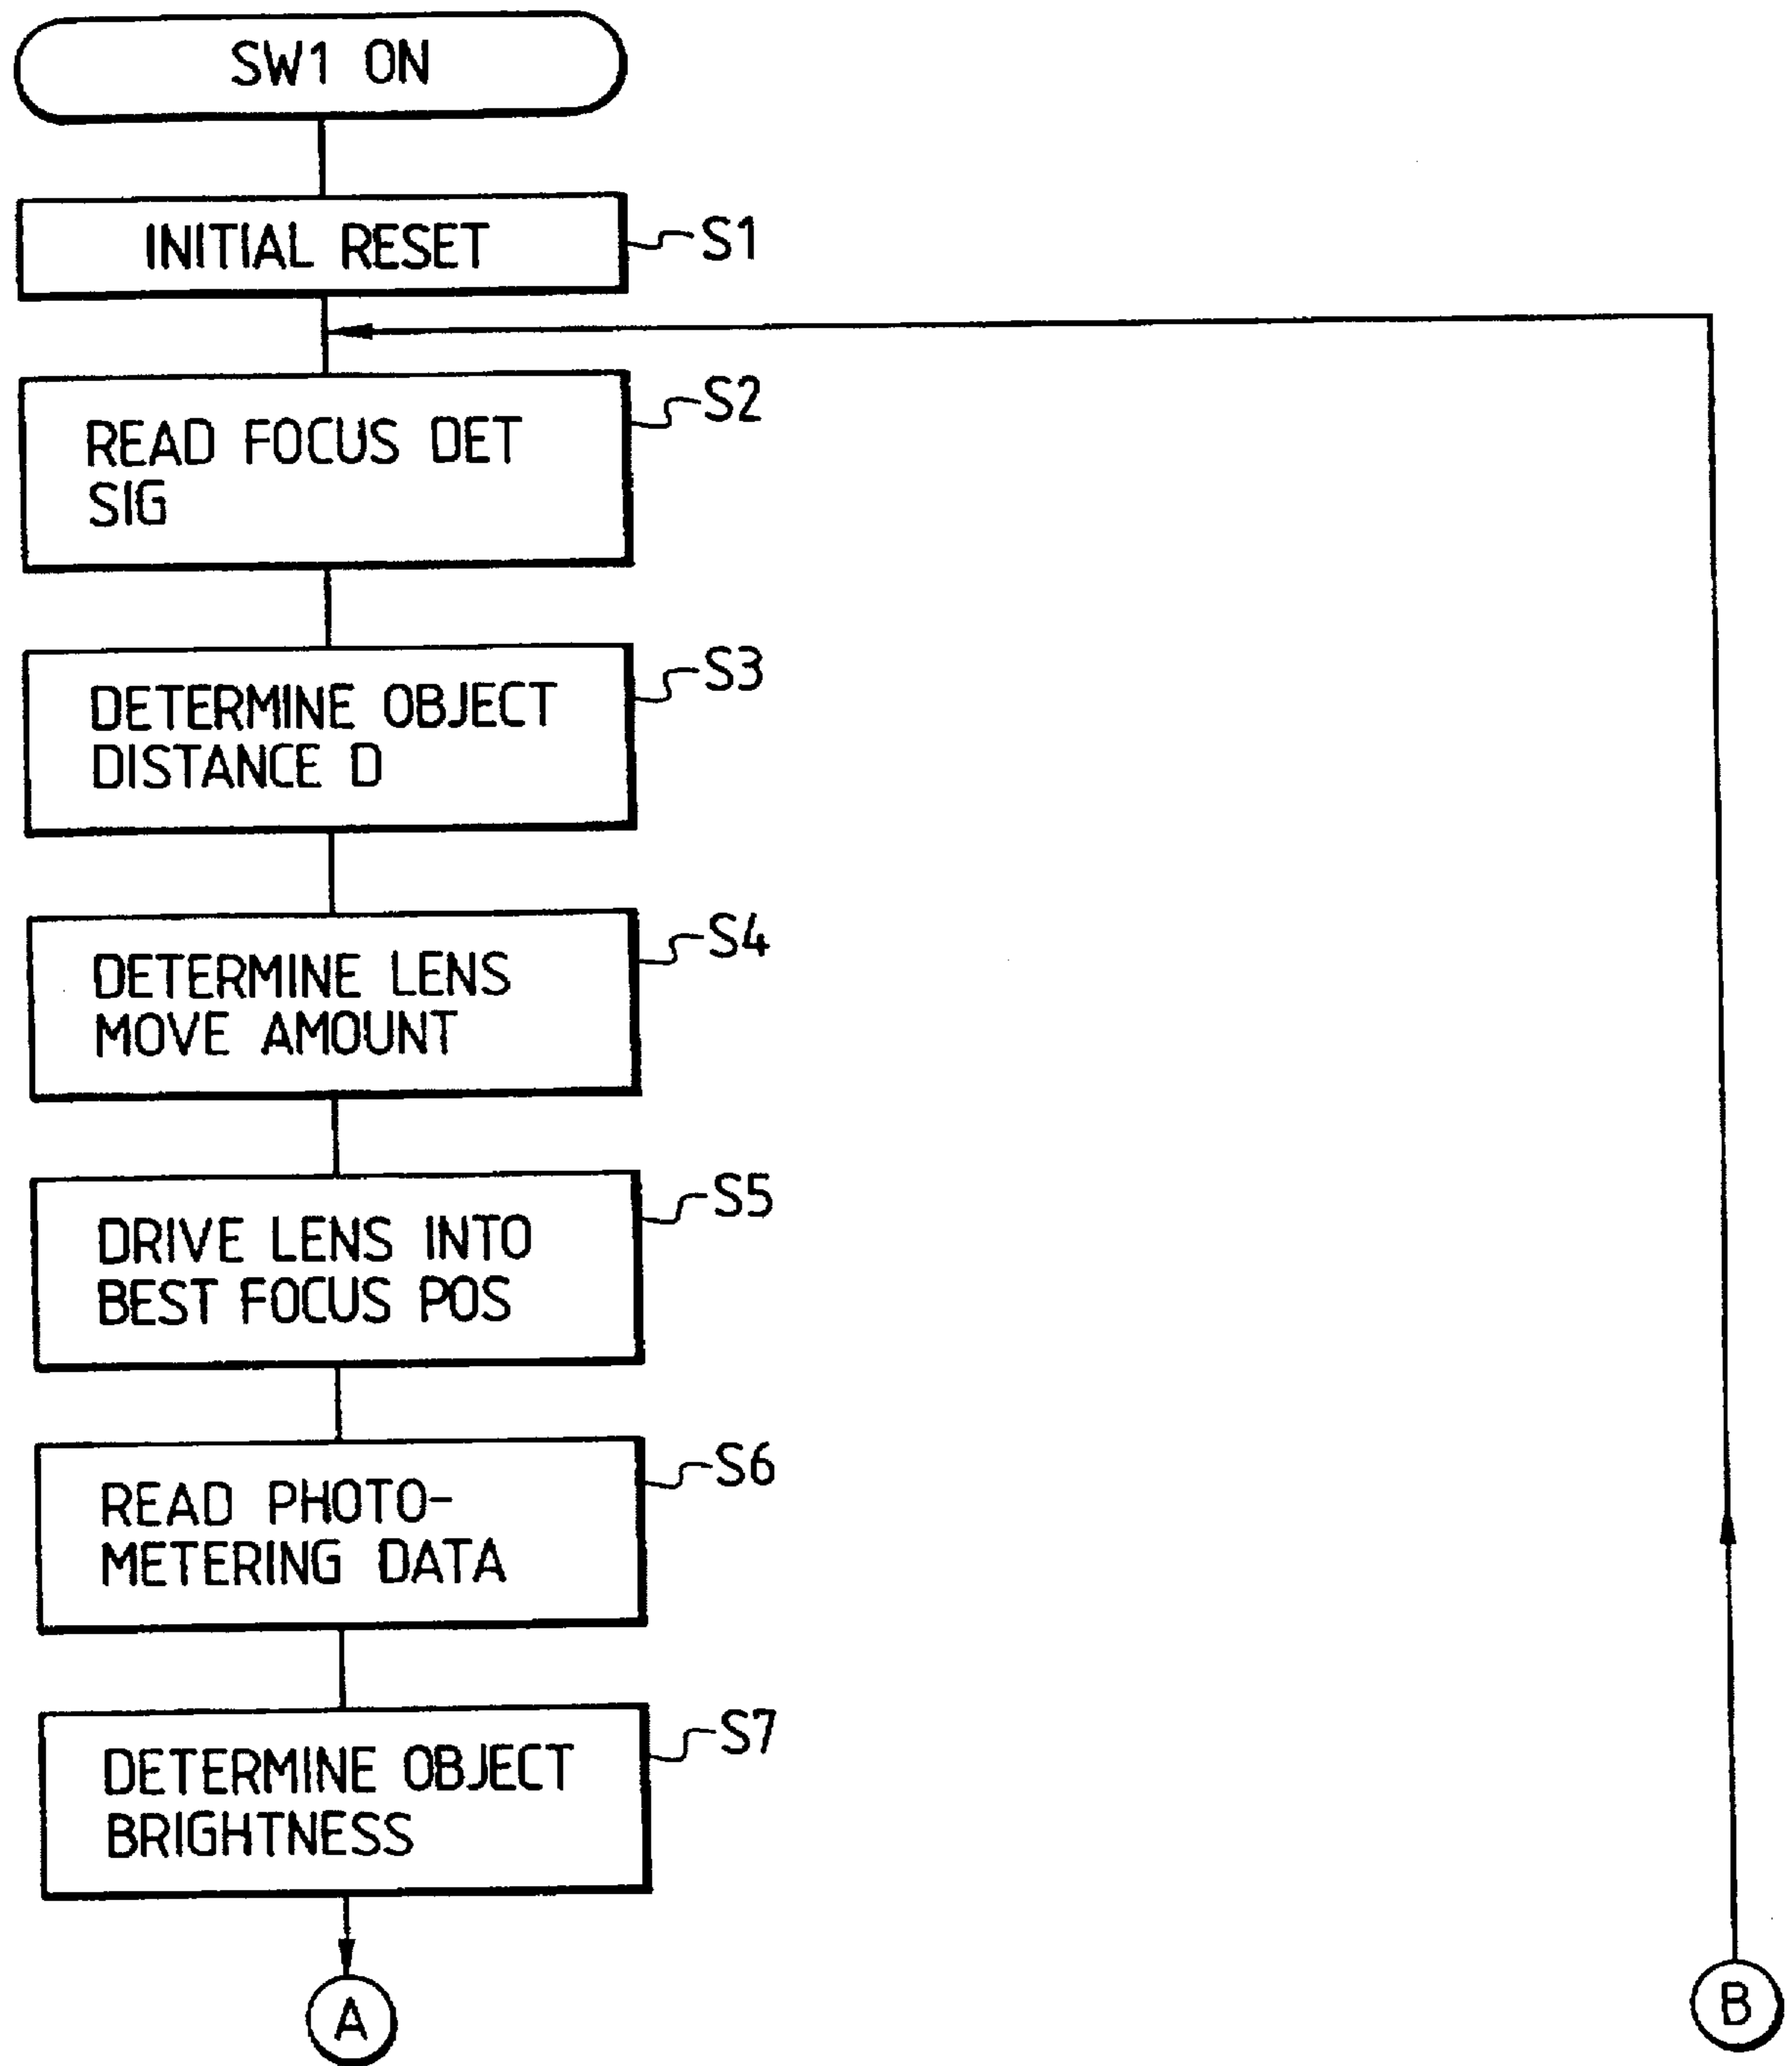 SW1 ON
INITIAL RESET
S1
READ FOCUS DET
SIG
S2
DETERMINE OBJECT
DISTANCE D
S3
DETERMINE LENS
MOVE AMOUNT
S4
DRIVE LENS INTO
BEST FOCUS POS
S5
READ PHOTO-
METERING DATA
S6
DETERMINE OBJECT
BRIGHTNESS
S7
A
B